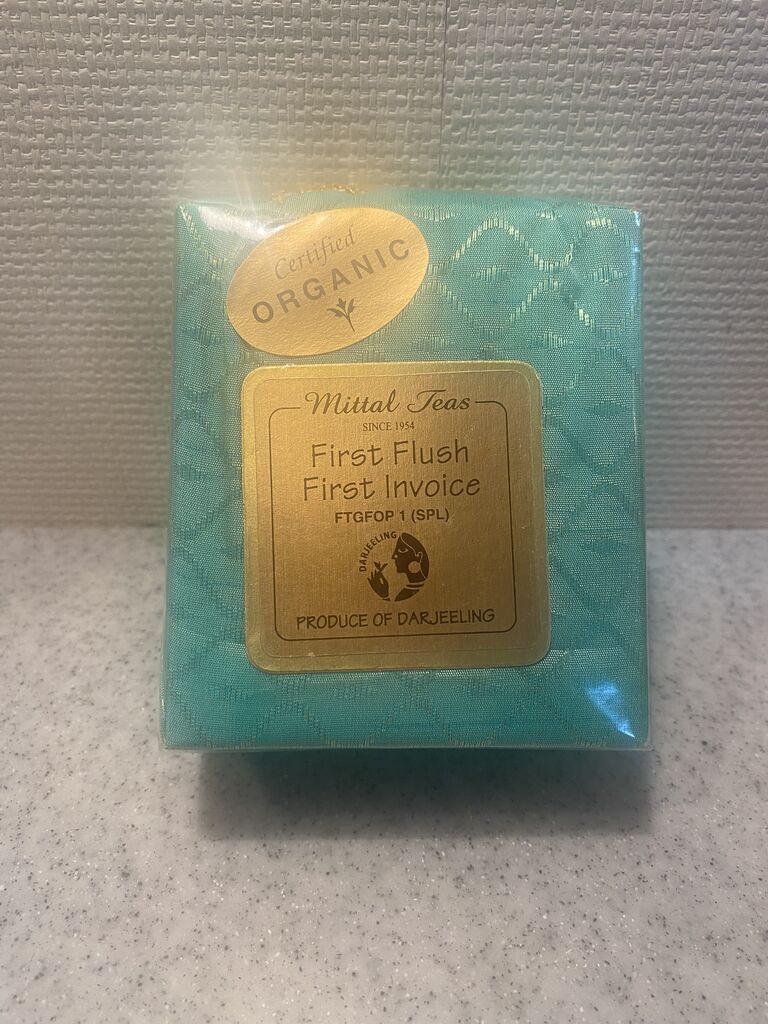 Certified
ORGANIC
Mittal Teas
SINCE 1954
First Flush
First Invoice
FTGFOP 1 (SPL)
DARJEELING
PRODUCE OF DARJEELING